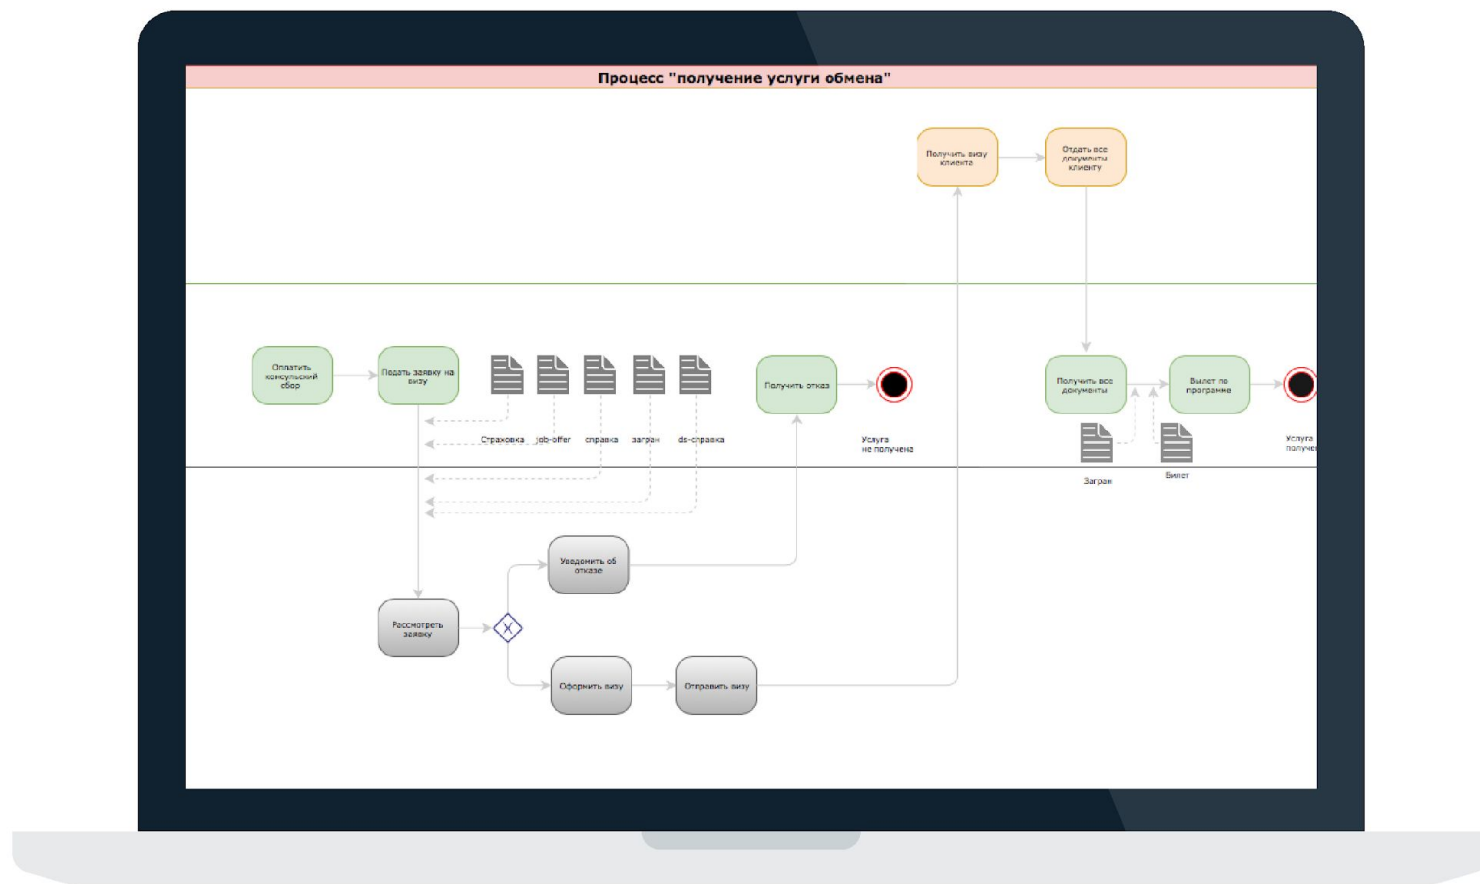 Процесс "получение услуги обмена"
Получить визу
клиента
Отдать все
документы
клиенту
Оплатить
консульский
сбор
Подать заявку на
визу
Страховка
job-offer
справка
загран
ds-справка
Получить отказ
Услуга
не получена
Получить все
документы
Вылет по
программе
Загран
Билет
Услуга
получе
Уведомить об
отказе
Рассмотреть
заявку
X
Оформить визу
Отправить визу